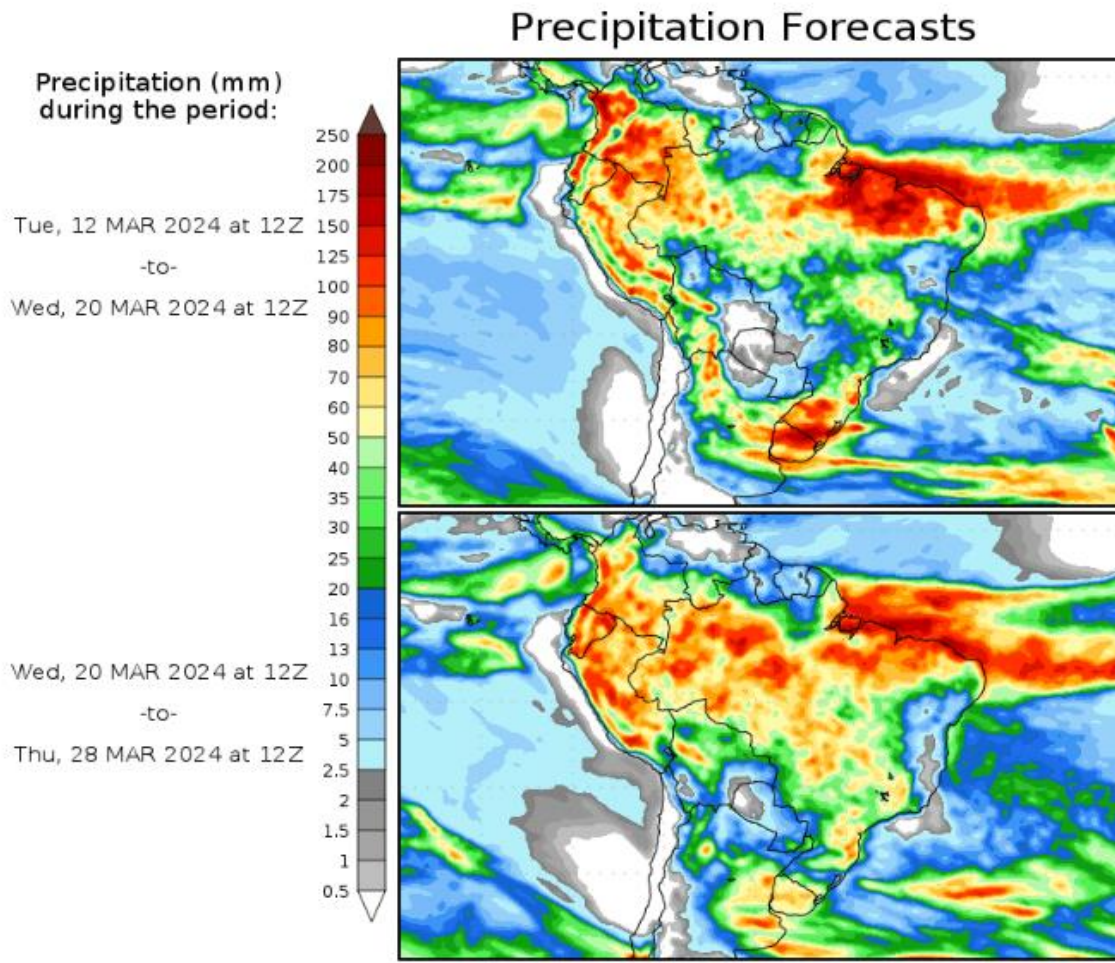 Precipitation Forecasts
Precipitation (mm)
during the period:
250
200
175
150
125
100
90
80
70
60
50
40
35
30
25
20
16
13
10
7.5
5
2.5
2
1.5
1
0.5
Tue, 12 MAR 2024 at 12Z
-to-
Wed, 20 MAR 2024 at 12Z
Wed, 20 MAR 2024 at 12Z
-to-
Thu, 28 MAR 2024 at 12Z